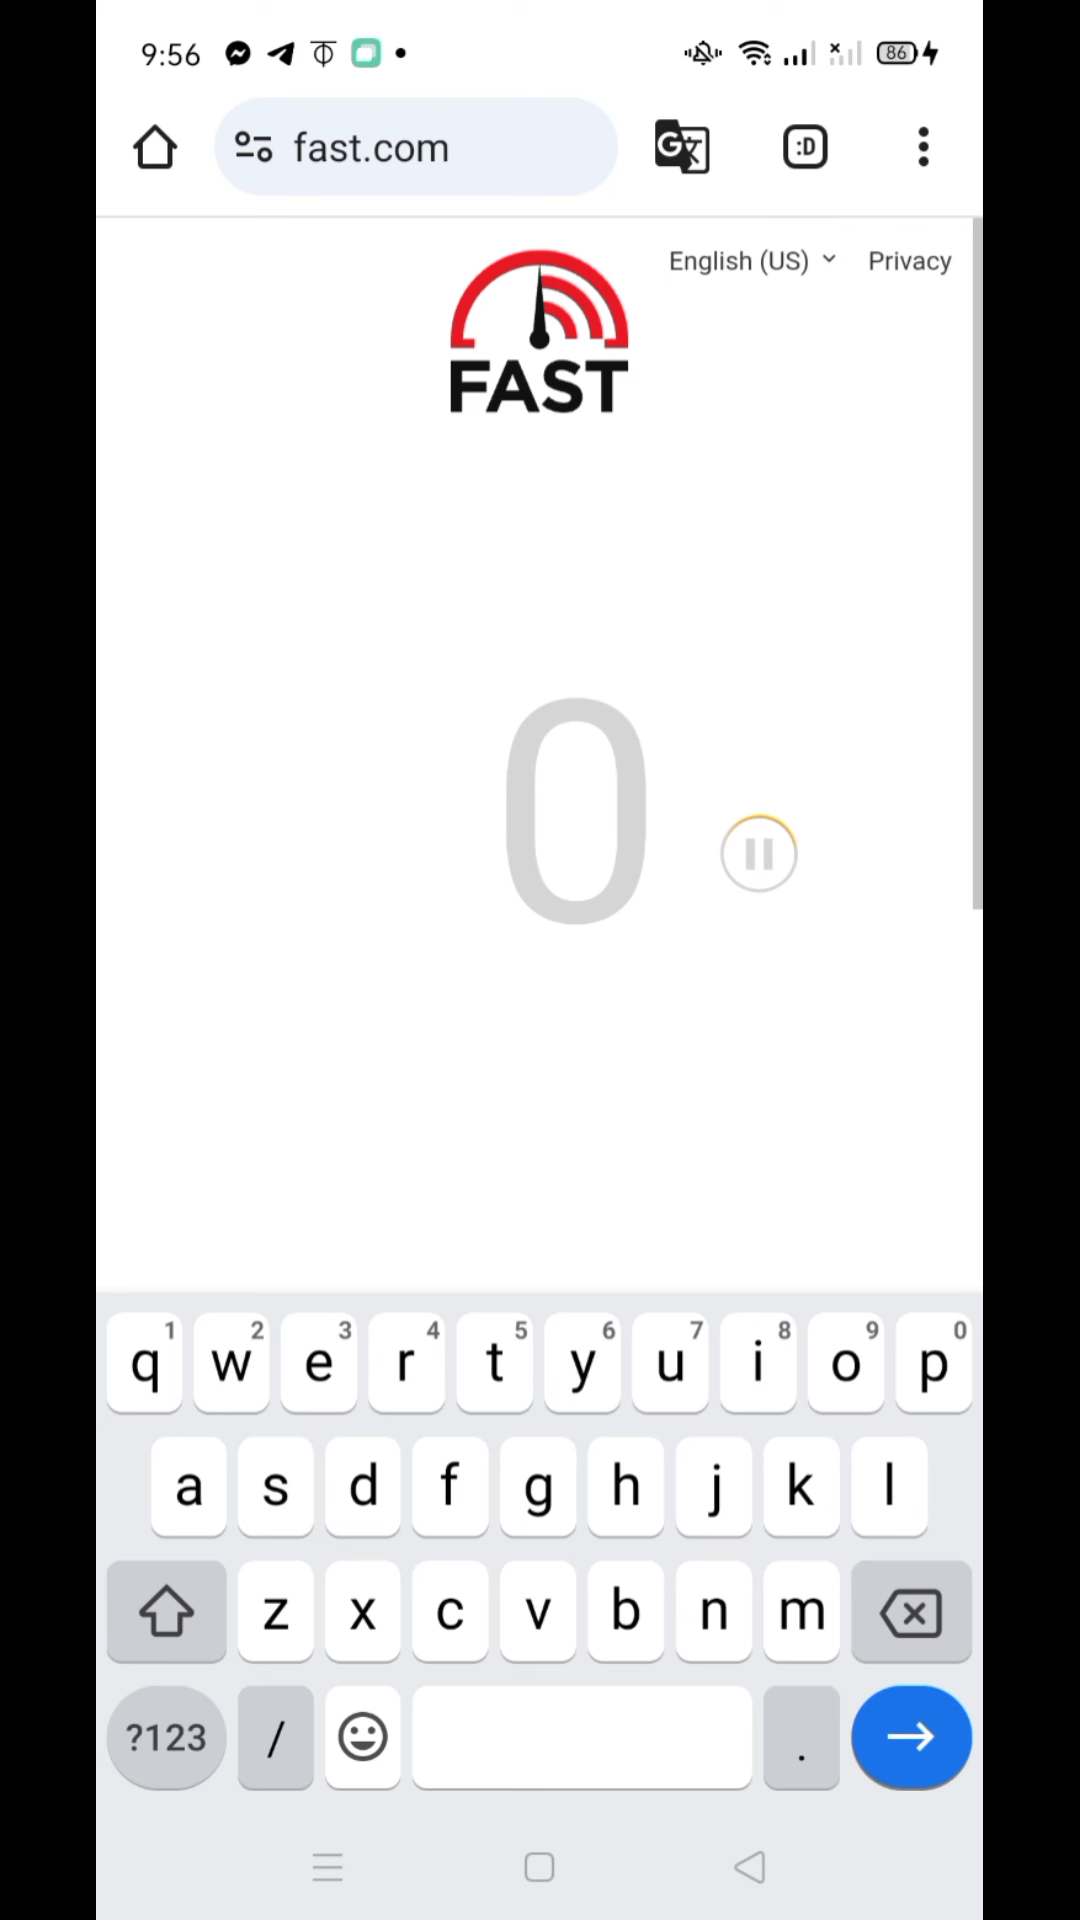 9:56 86
fast.com :D
English (US) Privacy
FAST
0
1 2 3 4 5 6 7 8 9 0
q w e r t y u i o p
a s d f g h j k l
z x c v b n m
?123 / .